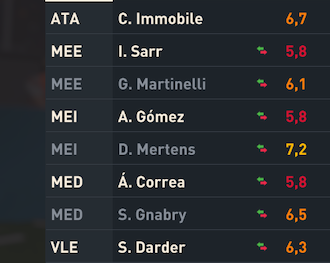 ATA C. Immobile 6,7
MEE I. Sarr 5,8
MEE G. Martinelli 6,1
MEI A. Gómez 5,8
MEI D. Mertens 7,2
MED Á. Correa 5,8
MED S. Gnabry 6,5
VLE S. Darder 6,3